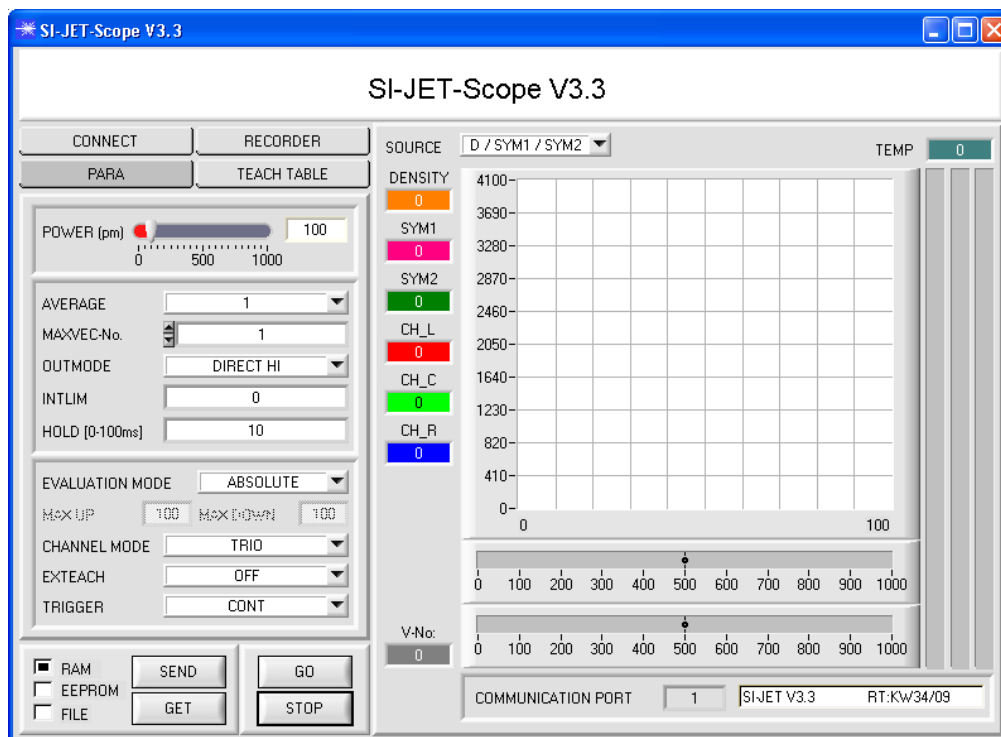 SI-JET-Scope V3.3
SI-JET-Scope V3.3
CONNECT
RECORDER
PARA
TEACH TABLE
POWER (pm)
100
0 500 1000
AVERAGE 1
MAXVEC-No. 1
OUTMODE DIRECT HI
INTLIM 0
HOLD [0-100ms] 10
EVALUATION MODE ABSOLUTE
MAX UP 100 MAX DOWN 100
CHANNEL MODE TRIO
EXTEACH OFF
TRIGGER CONT
RAM
EEPROM
FILE
SEND
GET
GO
STOP
SOURCE D / SYM1 / SYM2
TEMP 0
DENSITY
0
SYM1
0
SYM2
0
CH_L
0
CH_C
0
CH_R
0
4100
3690
3280
2870
2460
2050
1640
1230
820
410
0
0 100
0 100 200 300 400 500 600 700 800 900 1000
V-No:
0
0 100 200 300 400 500 600 700 800 900 1000
COMMUNICATION PORT 1 SI-JET V3.3 RT:KW34/09